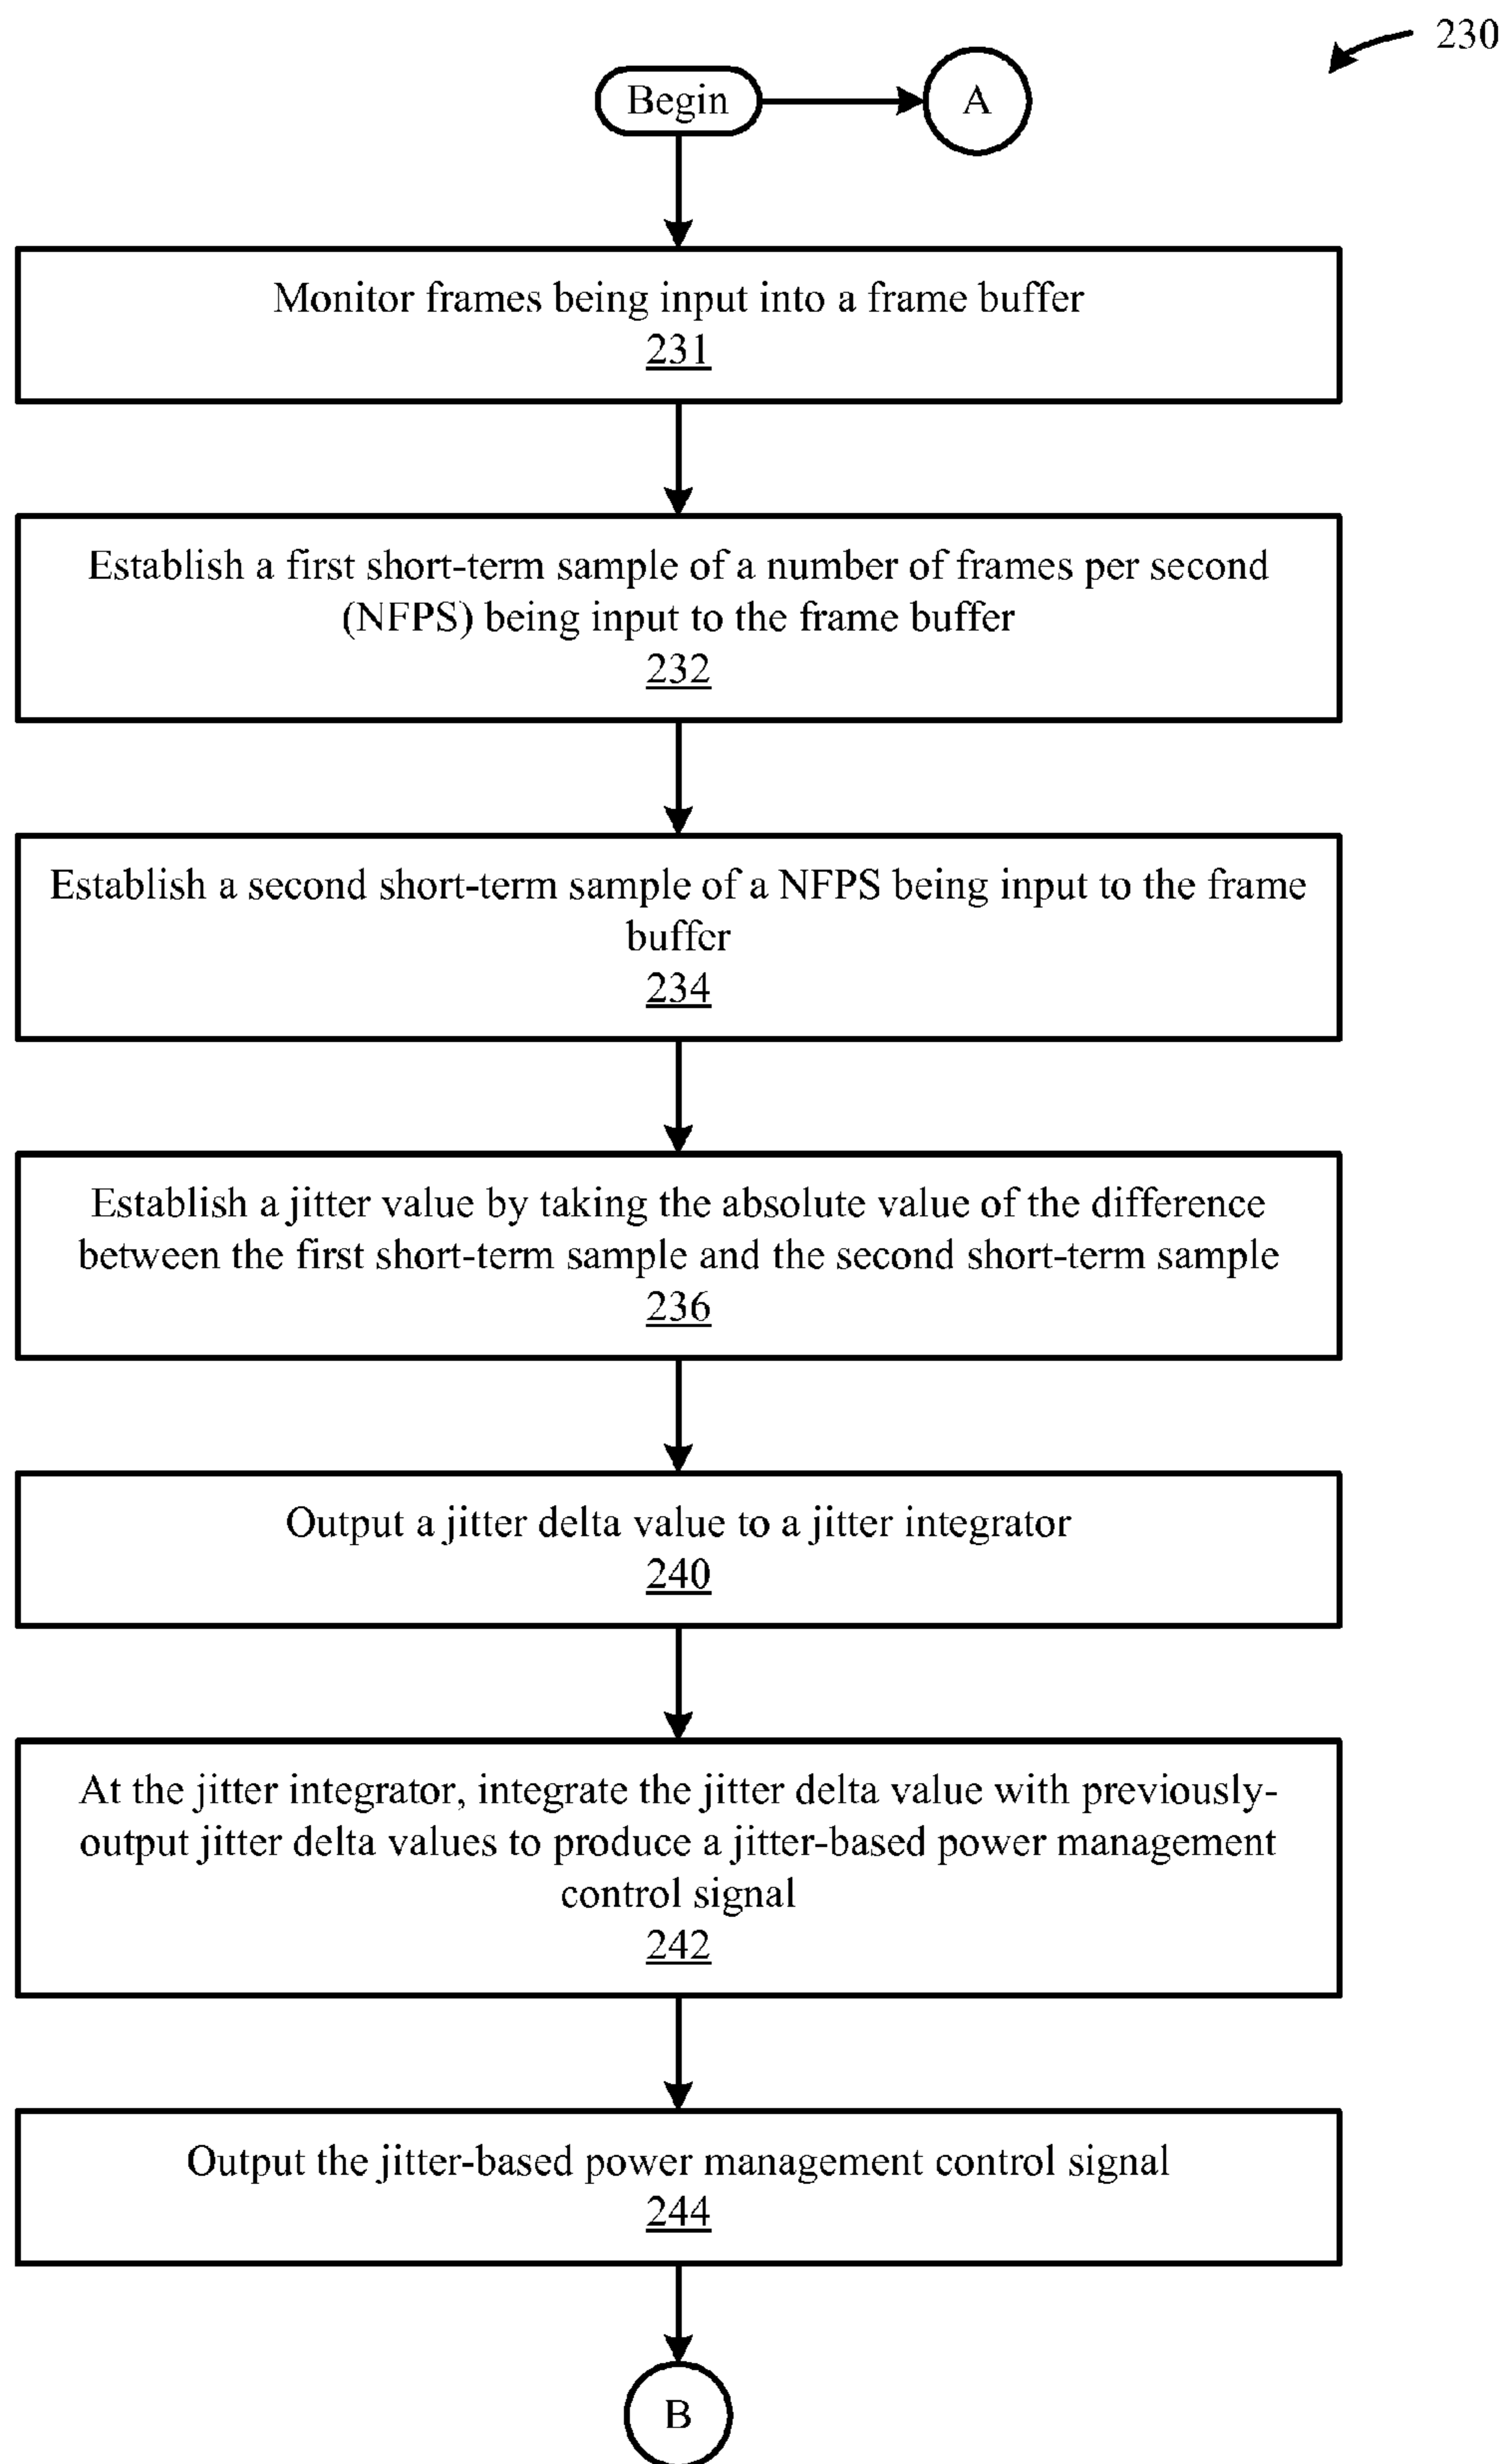 230
Begin
A
Monitor frames being input into a frame buffer
231
Establish a first short-term sample of a number of frames per second
(NFPS) being input to the frame buffer
232
Establish a second short-term sample of a NFPS being input to the frame
buffer
234
Establish a jitter value by taking the absolute value of the difference
between the first short-term sample and the second short-term sample
236
Output a jitter delta value to a jitter integrator
240
At the jitter integrator, integrate the jitter delta value with previously-
output jitter delta values to produce a jitter-based power management
control signal
242
Output the jitter-based power management control signal
244
B